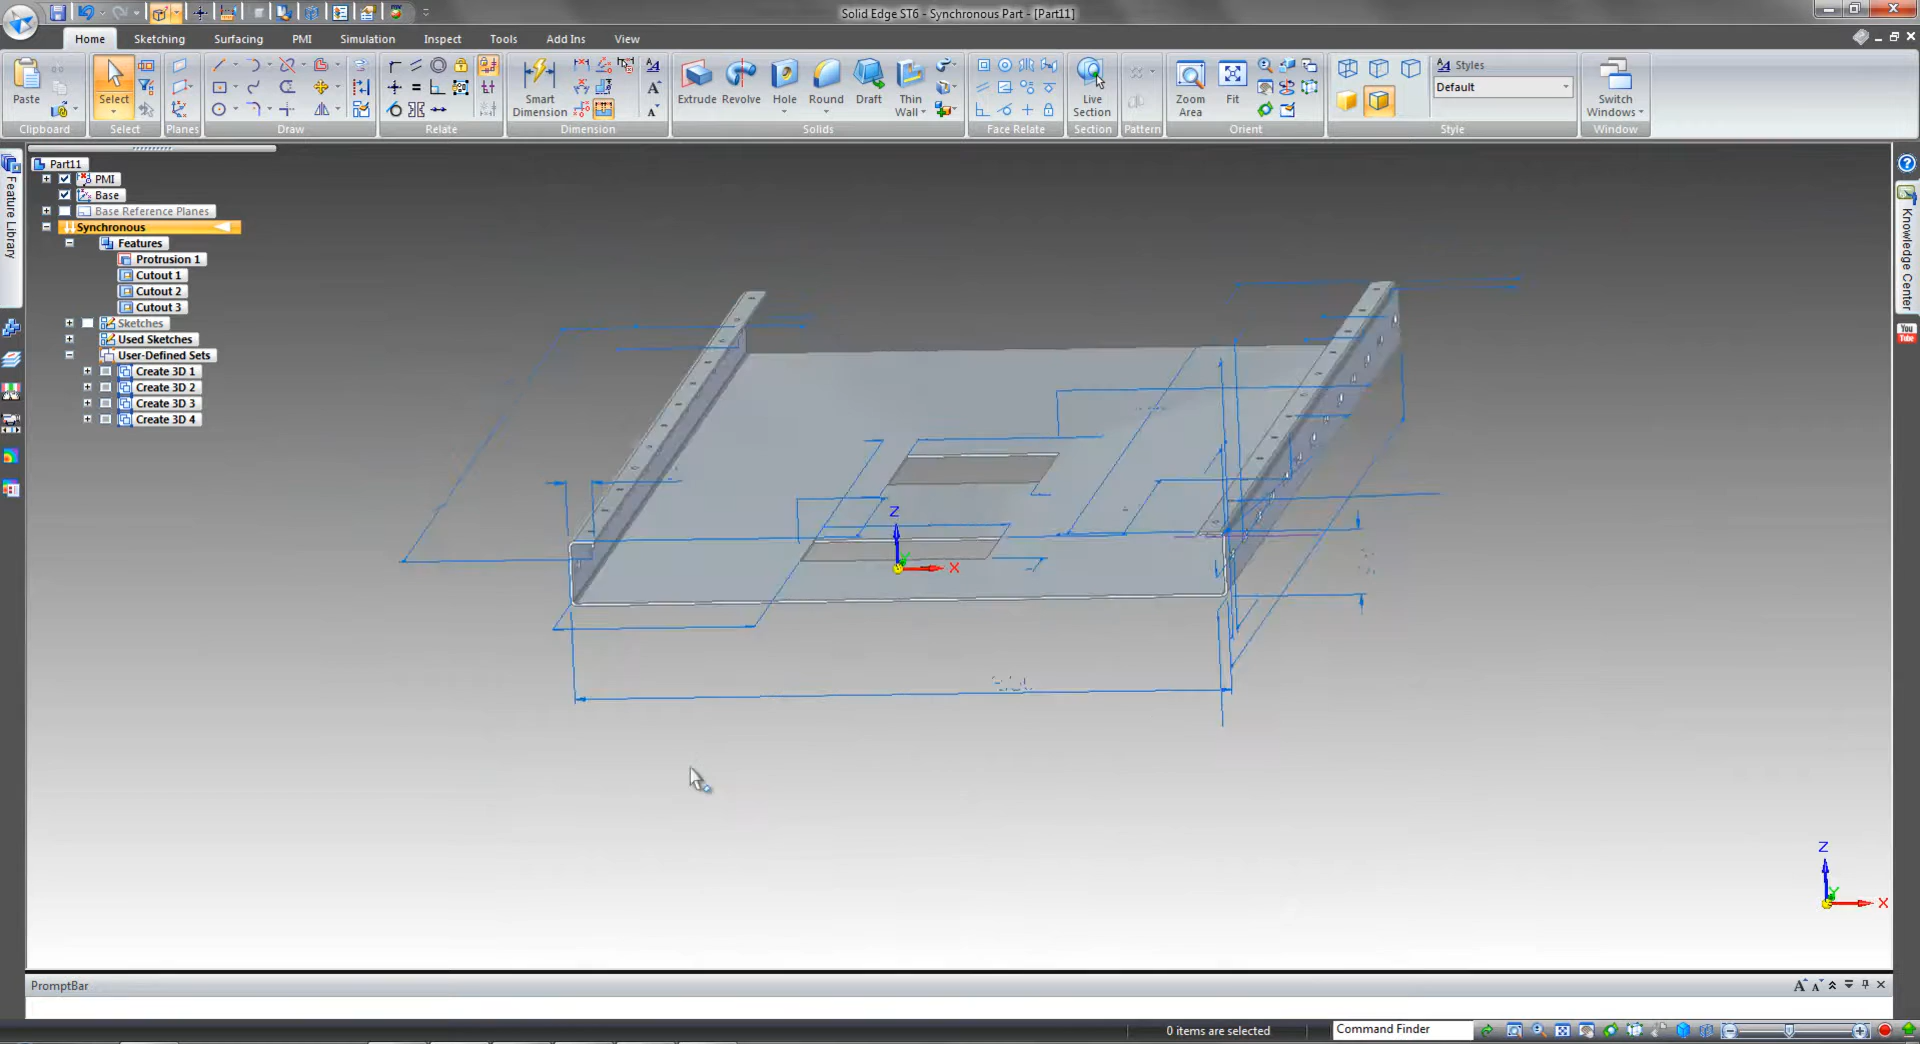 Solid Edge ST6 - Synchronous Part - [Part11]
Home Sketching Surfacing PMI Simulation Inspect Tools Add Ins View
Paste
Clipboard
Select
Select
Planes
Draw
Relate
Smart
Dimension
Dimension
Extrude Revolve Hole Round Draft Thin
Wall
Solids
Face Relate
Live
Section
Section
Pattern
Zoom
Area
Fit
Orient
Styles
Default
Style
Switch
Windows
Window
Feature Library
Part11
PMI
Base
Base Reference Planes
Synchronous
Features
Protrusion 1
Cutout 1
Cutout 2
Cutout 3
Sketches
Used Sketches
User-Defined Sets
Create 3D 1
Create 3D 2
Create 3D 3
Create 3D 4
Knowledge Center
You
Tube
Z
Y
X
Z
Y
X
PromptBar
0 items are selected
Command Finder